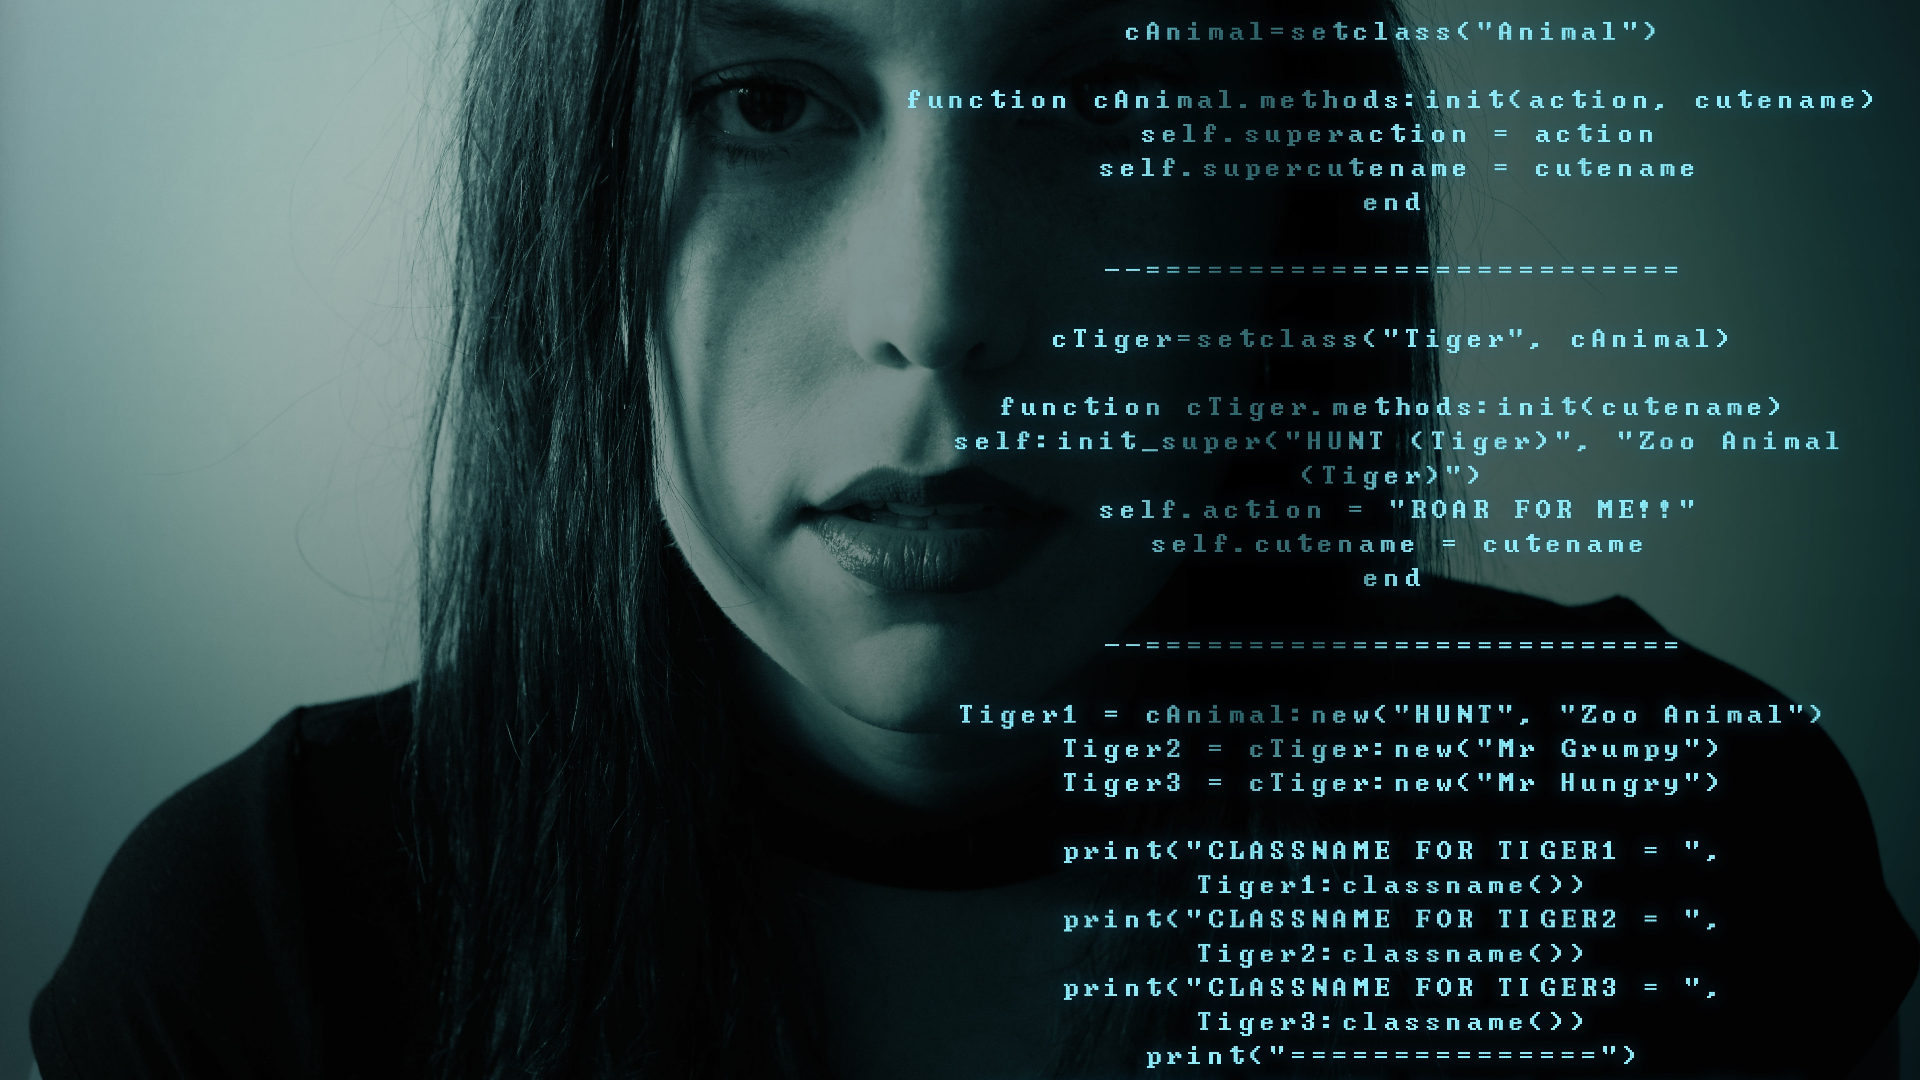 cAnimal=setclass("Animal")
function cAnimal.methods:init(action, cutename)
self.superaction = action
self.supercutename = cutename
end
--==========================
cTiger=setclass("Tiger", cAnimal)
function cTiger.methods:init(cutename)
self:init_super("HUNT (Tiger)", "Zoo Animal
(Tiger)")
self.action = "ROAR FOR ME!!"
self.cutename = cutename
end
--==========================
Tiger1 = cAnimal:new("HUNT", "Zoo Animal")
Tiger2 = cTiger:new("Mr Grumpy")
Tiger3 = cTiger:new("Mr Hungry")
print("CLASSNAME FOR TIGER1 = ",
Tiger1:classname())
print("CLASSNAME FOR TIGER2 = ",
Tiger2:classname())
print("CLASSNAME FOR TIGER3 = ",
Tiger3:classname())
print("===============")